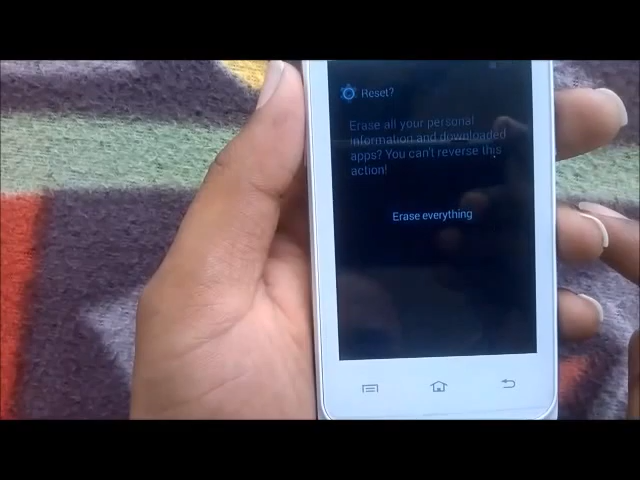 Reset?
Erase all your personal
information and downloaded
apps? You can't reverse this
action!
Erase everything